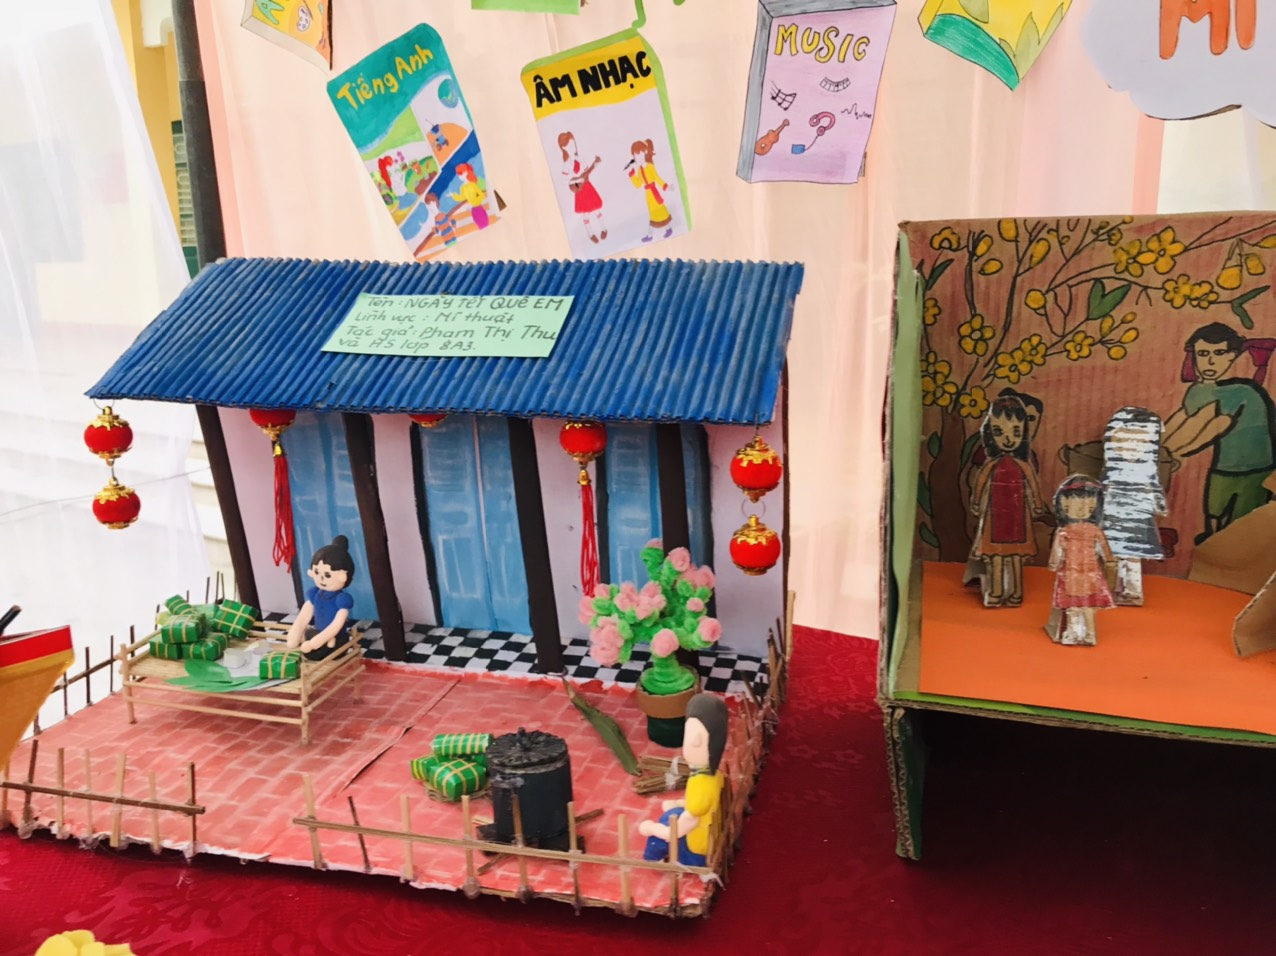 Tiếng Anh
ÂM NHẠC
MUSIC
MĨ
Tên : NGÀY TẾT QUÊ EM
Lĩnh vực : Mĩ thuật
Tác giả : Phạm Thị Thu
và HS lớp 8A3.